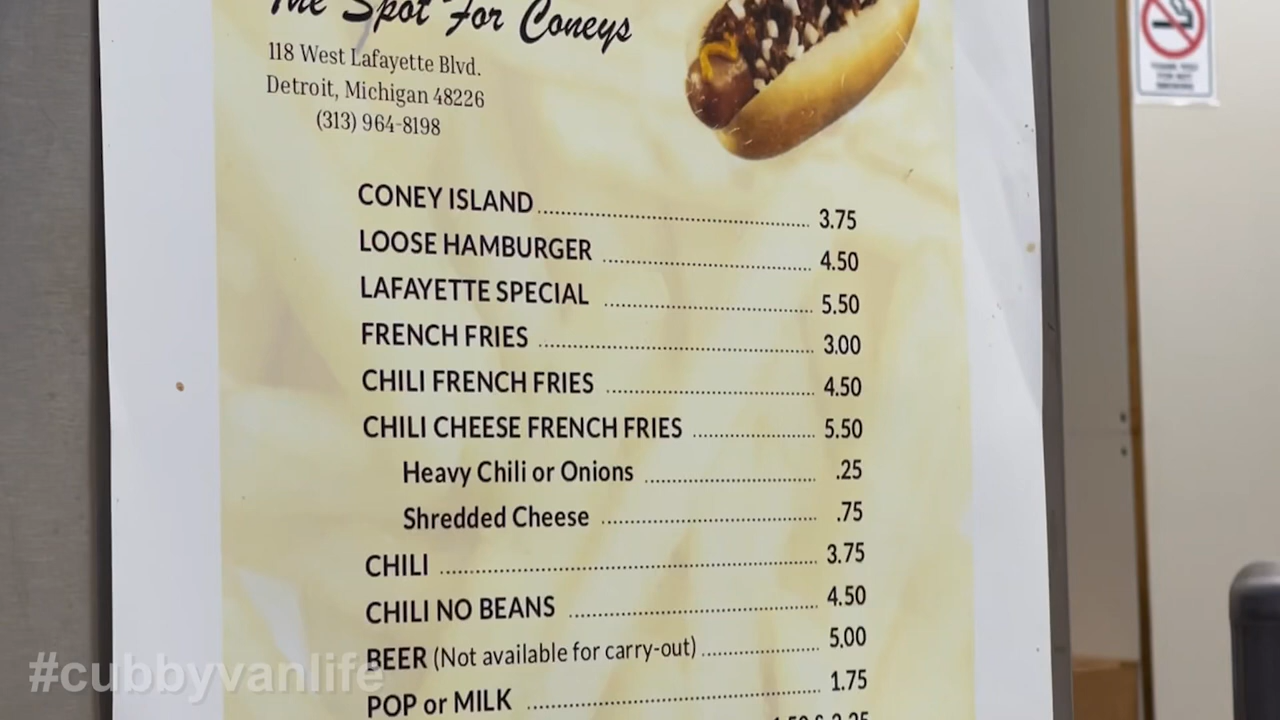 The Spot For Coneys
118 West Lafayette Blvd.
Detroit, Michigan 48226
(313) 964-8198
CONEY ISLAND 3.75
LOOSE HAMBURGER 4.50
LAFAYETTE SPECIAL 5.50
FRENCH FRIES 3.00
CHILI FRENCH FRIES 4.50
CHILI CHEESE FRENCH FRIES 5.50
Heavy Chili or Onions .25
Shredded Cheese .75
CHILI 3.75
CHILI NO BEANS 4.50
BEER (Not available for carry-out) 5.00
POP or MILK 1.75
#cubbyvanlife